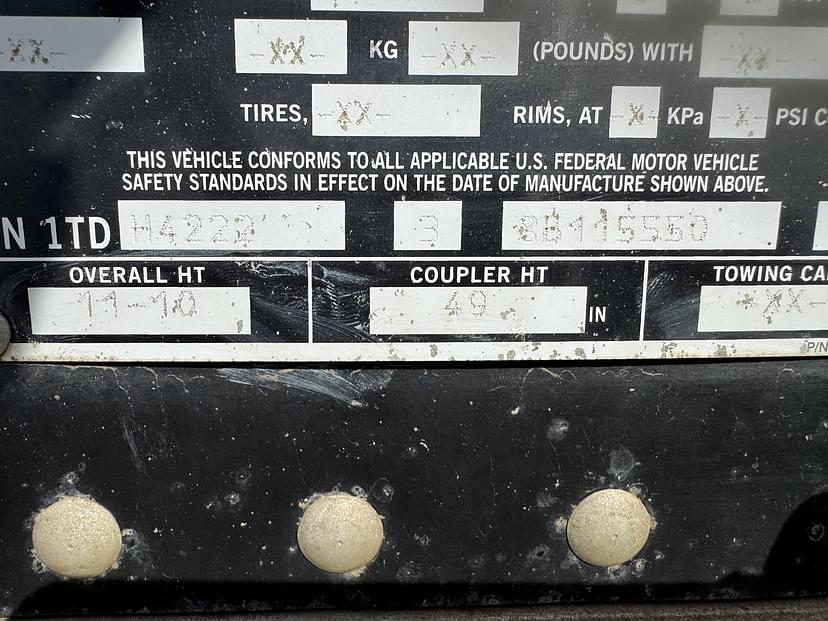 -XX- -XX- KG -XX- (POUNDS) WITH -XX-
TIRES, -XX- RIMS, AT -X- KPa -X- PSI C
THIS VEHICLE CONFORMS TO ALL APPLICABLE U.S. FEDERAL MOTOR VEHICLE
SAFETY STANDARDS IN EFFECT ON THE DATE OF MANUFACTURE SHOWN ABOVE.
N 1TD H4222 3 8B115550
OVERALL HT COUPLER HT TOWING CA
11-10 49 IN -XX-
P/N